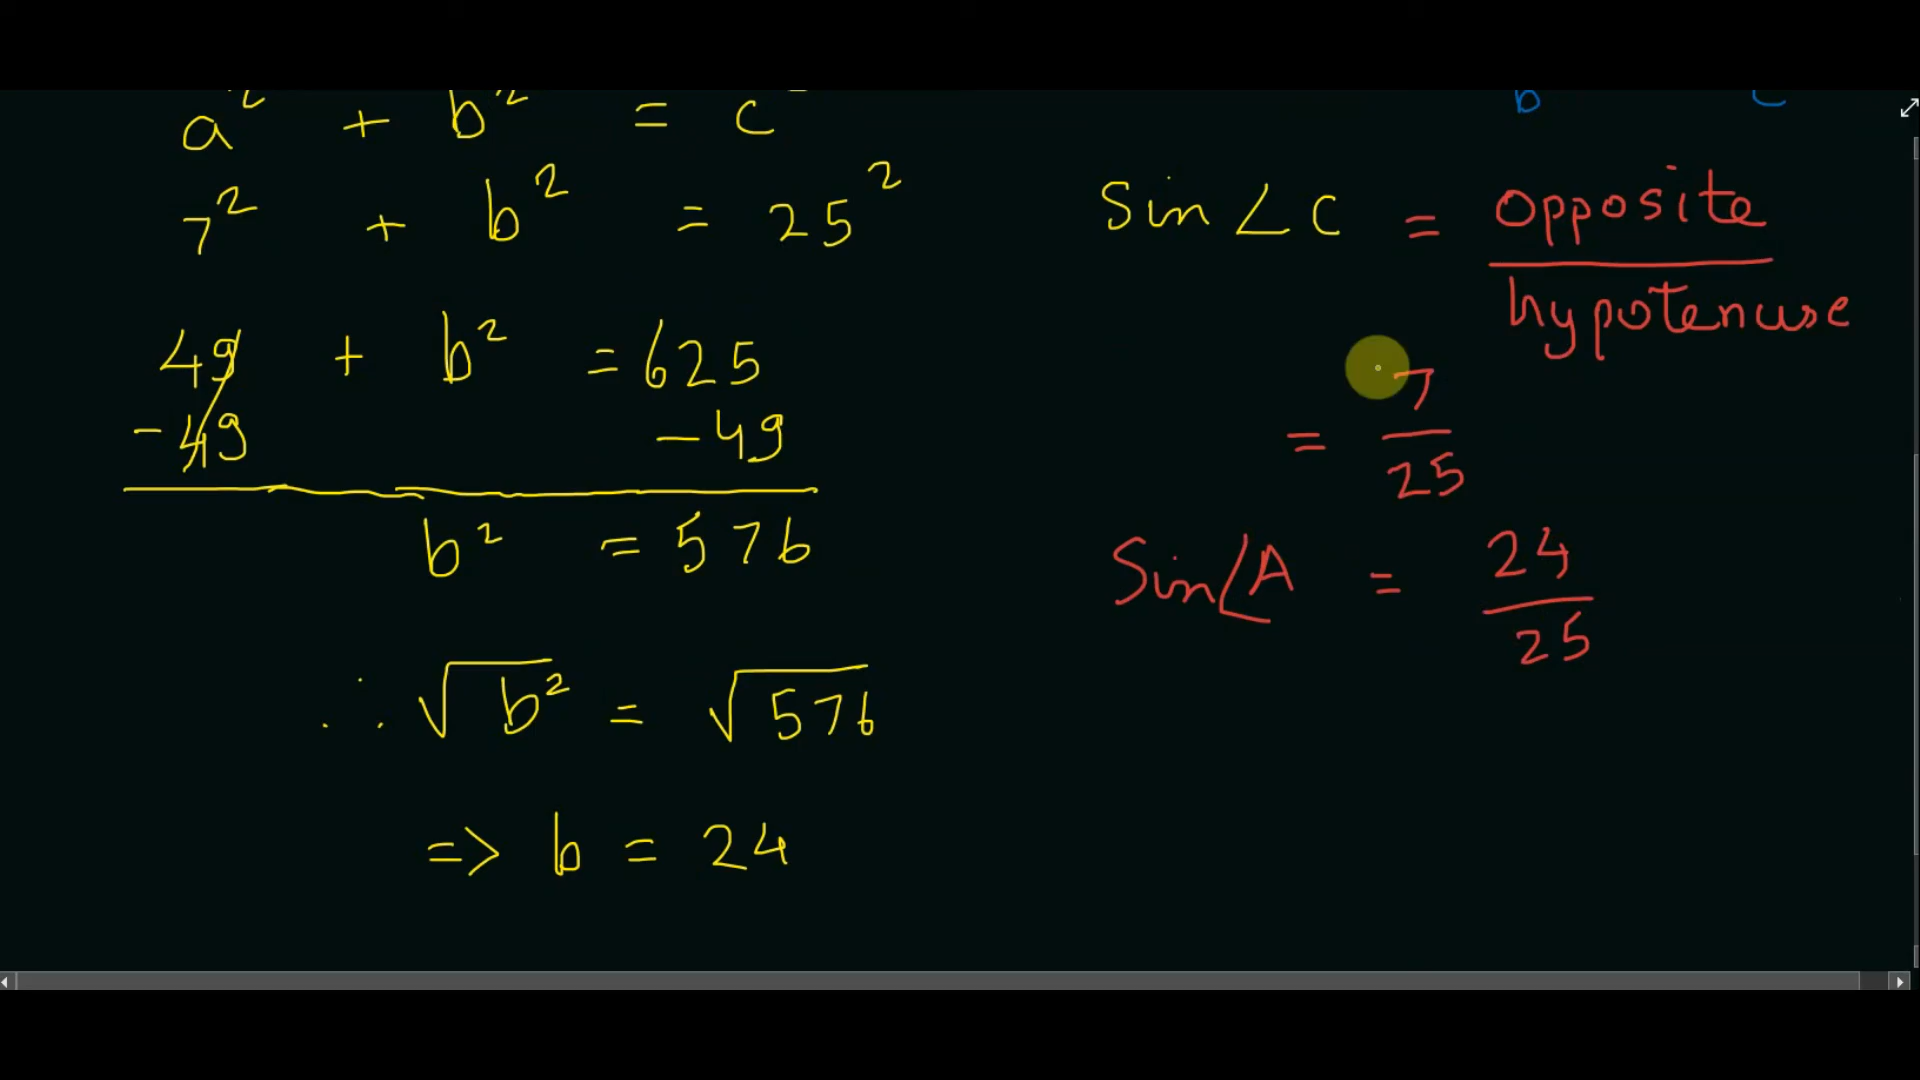 a² + b² = c
7² + b² = 25²
49 + b² = 625
-49 -49
b² = 576
∴ √b² = √576
=> b = 24
b c
Sin∠C = opposite / hypotenuse
= 7/25
Sin∠A = 24/25